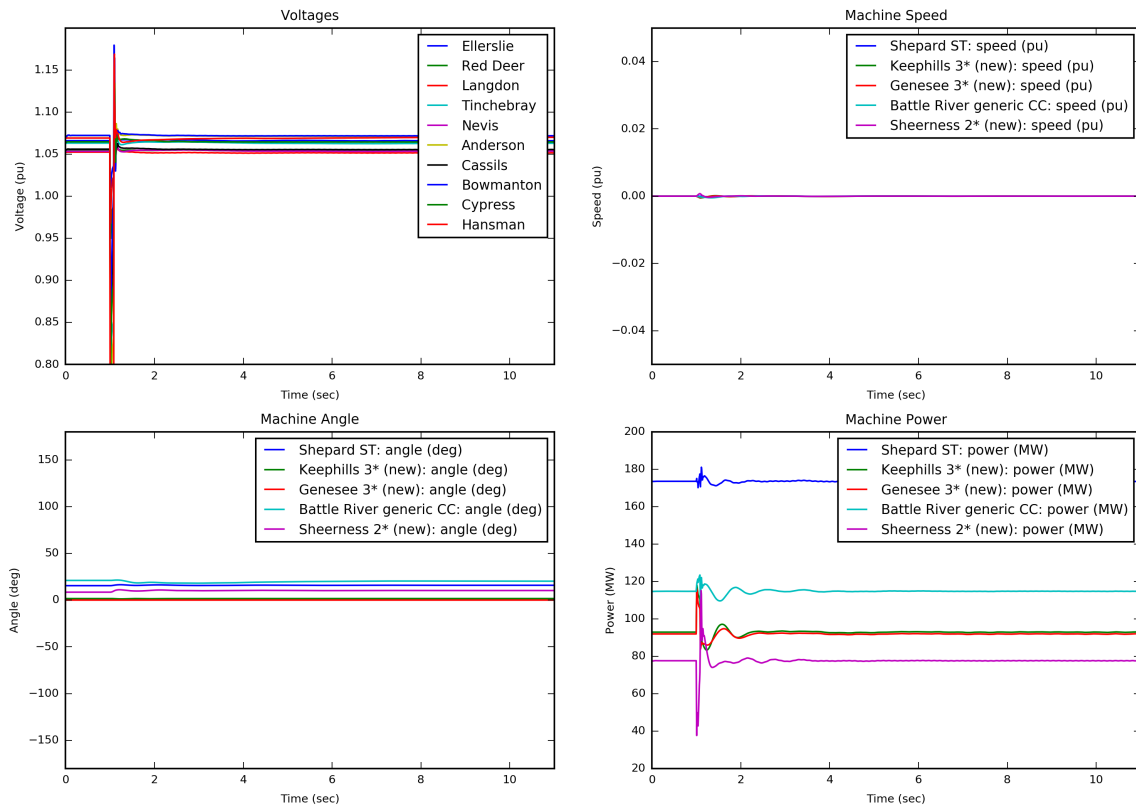 Voltages
Voltage (pu)
1.15
1.10
1.05
1.00
0.95
0.90
0.85
0.80
Ellerslie
Red Deer
Langdon
Tinchebray
Nevis
Anderson
Cassils
Bowmanton
Cypress
Hansman
0 2 4 6 8 10
Time (sec)
Machine Speed
Speed (pu)
0.04
0.02
0.00
−0.02
−0.04
Shepard ST: speed (pu)
Keephills 3* (new): speed (pu)
Genesee 3* (new): speed (pu)
Battle River generic CC: speed (pu)
Sheerness 2* (new): speed (pu)
0 2 4 6 8 10
Time (sec)
Machine Angle
Angle (deg)
150
100
50
0
−50
−100
−150
Shepard ST: angle (deg)
Keephills 3* (new): angle (deg)
Genesee 3* (new): angle (deg)
Battle River generic CC: angle (deg)
Sheerness 2* (new): angle (deg)
0 2 4 6 8 10
Time (sec)
Machine Power
Power (MW)
200
180
160
140
120
100
80
60
40
20
Shepard ST: power (MW)
Keephills 3* (new): power (MW)
Genesee 3* (new): power (MW)
Battle River generic CC: power (MW)
Sheerness 2* (new): power (MW)
0 2 4 6 8 10
Time (sec)